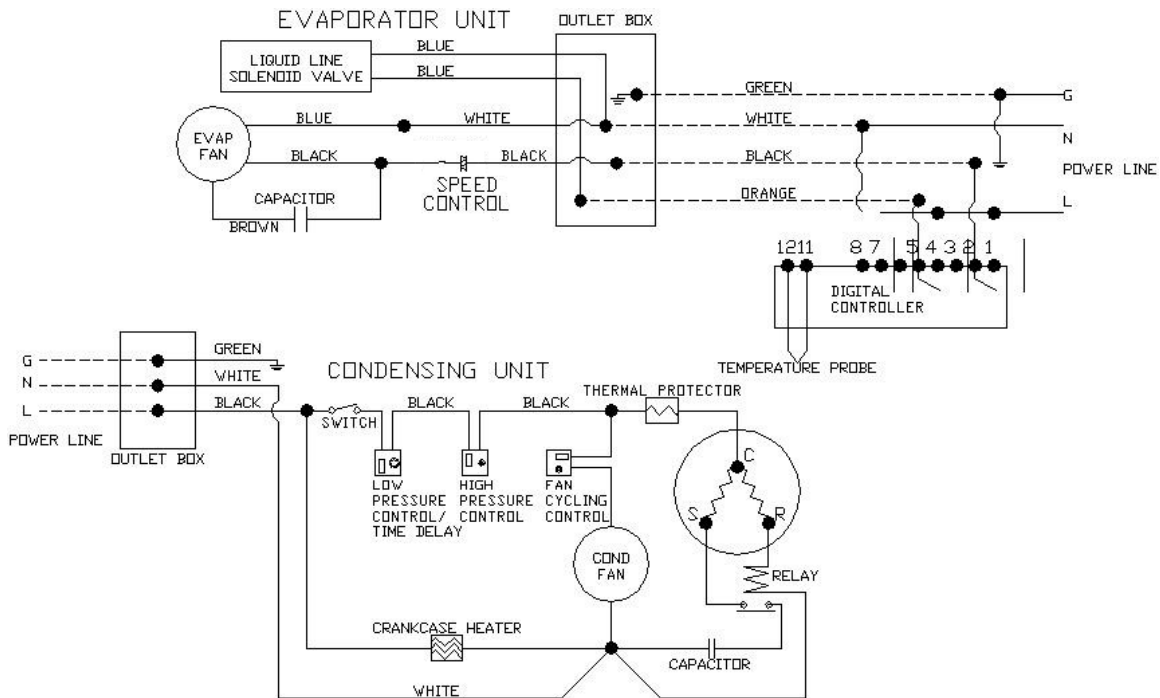 EVAPORATOR UNIT
OUTLET BOX
LIQUID LINE
SOLENOID VALVE
BLUE
BLUE
GREEN
G
EVAP
FAN
BLUE
WHITE
WHITE
N
BLACK
BLACK
BLACK
POWER LINE
SPEED
CONTROL
CAPACITOR
BROWN
ORANGE
L
12 11 8 7 5 4 3 2 1
DIGITAL
CONTROLLER
TEMPERATURE PROBE
G
GREEN
N
WHITE
L
BLACK
POWER LINE
OUTLET BOX
CONDENSING UNIT
SWITCH
BLACK
BLACK
THERMAL PROTECTOR
LOW
PRESSURE
CONTROL/
TIME DELAY
HIGH
PRESSURE
CONTROL
FAN
CYCLING
CONTROL
C
S
R
COND
FAN
RELAY
CRANKCASE HEATER
CAPACITOR
WHITE